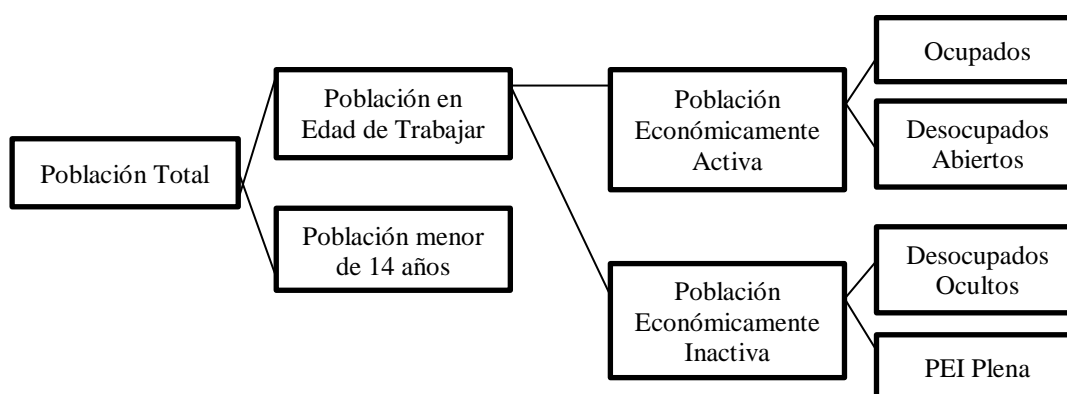 Población Total
Población en
Edad de Trabajar
Población menor
de 14 años
Población
Económicamente
Activa
Población
Económicamente
Inactiva
Ocupados
Desocupados
Abiertos
Desocupados
Ocultos
PEI Plena